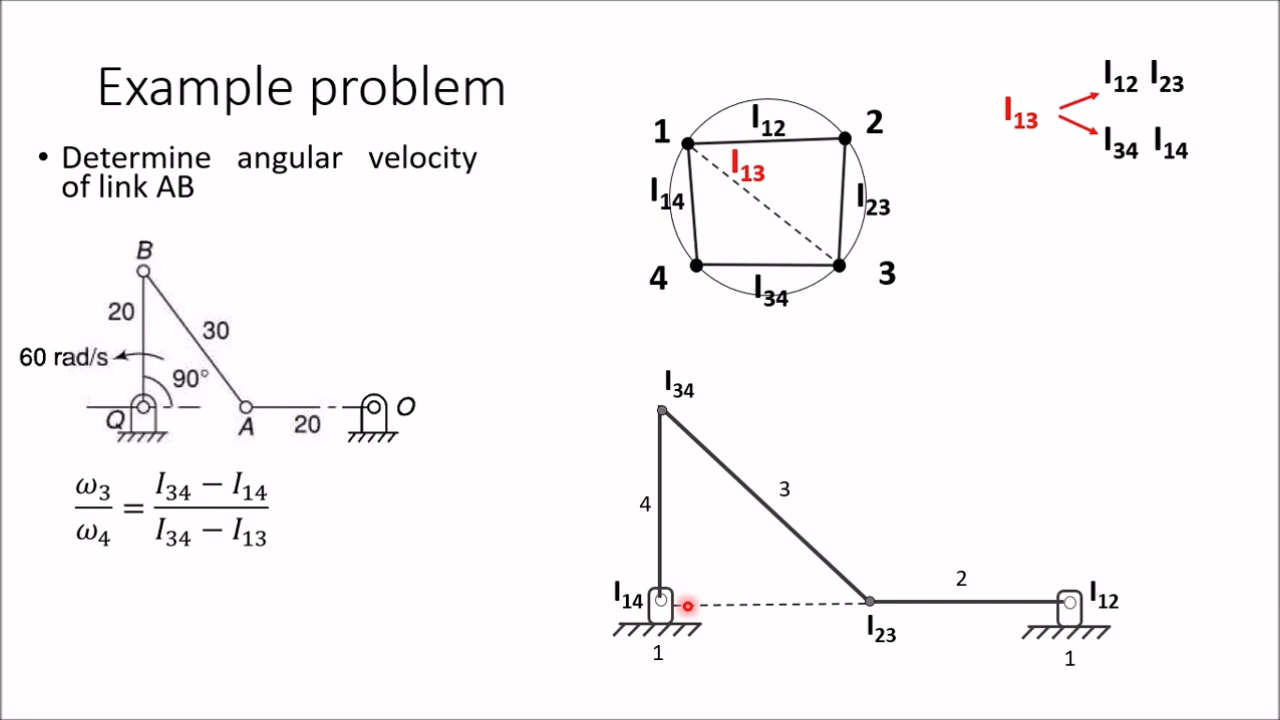 Example problem
• Determine angular velocity
of link AB
B
20
30
60 rad/s
90°
Q
A
20
O
ω₃/ω₄ = (I₃₄ − I₁₄)/(I₃₄ − I₁₃)
1
I₁₂
2
I₁₃
I₁₄
I₂₃
4
I₃₄
3
I₁₃
I₁₂ I₂₃
I₃₄ I₁₄
I₃₄
4
3
I₁₄
2
I₁₂
I₂₃
1
1